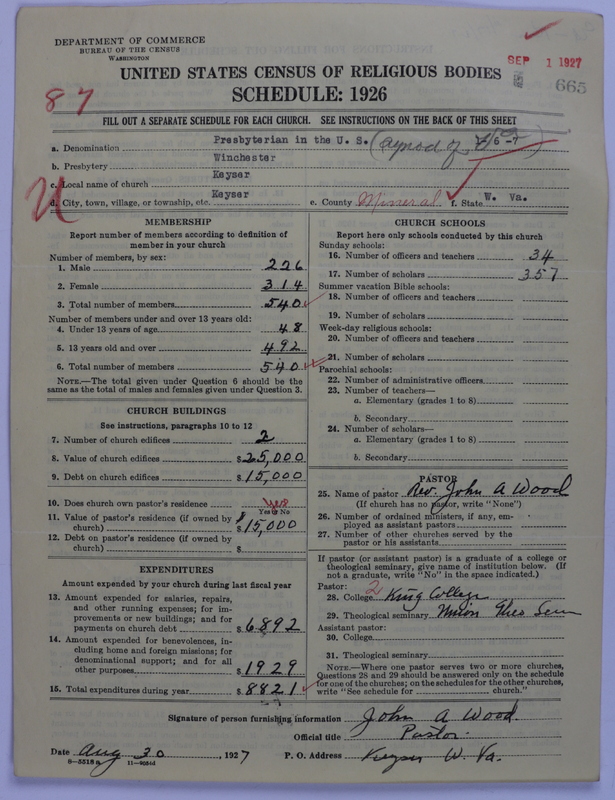 DEPARTMENT OF COMMERCE
BUREAU OF THE CENSUS
WASHINGTON
SEP 1 1927
665
UNITED STATES CENSUS OF RELIGIOUS BODIES
SCHEDULE: 1926
87
FILL OUT A SEPARATE SCHEDULE FOR EACH CHURCH. SEE INSTRUCTIONS ON THE BACK OF THIS SHEET
a. Denomination Presbyterian in the U. S. (Synod of 6-7
b. Presbytery Winchester
c. Local name of church Keyser
d. City, town, village, or township, etc. Keyser e. County Mineral f. State W. Va.
MEMBERSHIP
Report number of members according to definition of
member in your church
Number of members, by sex:
1. Male 226
2. Female 314
3. Total number of members 540
Number of members under and over 13 years old:
4. Under 13 years of age 48
5. 13 years old and over 492
6. Total number of members 540
NOTE.—The total given under Question 6 should be the
same as the total of males and females given under Question 3.
CHURCH BUILDINGS
See instructions, paragraphs 10 to 12
7. Number of church edifices 2
8. Value of church edifices $25,000
9. Debt on church edifices $15,000
10. Does church own pastor's residence Yes
Yes or No
11. Value of pastor's residence (if owned by
church) $15,000
12. Debt on pastor's residence (if owned by
church) $
EXPENDITURES
Amount expended by your church during last fiscal year
13. Amount expended for salaries, repairs,
and other running expenses; for im-
provements or new buildings; and for
payments on church debt $6892
14. Amount expended for benevolences, in-
cluding home and foreign missions; for
denominational support; and for all
other purposes $1929
15. Total expenditures during year $8821
CHURCH SCHOOLS
Report here only schools conducted by this church
Sunday schools:
16. Number of officers and teachers 34
17. Number of scholars 357
Summer vacation Bible schools:
18. Number of officers and teachers
19. Number of scholars
Week-day religious schools:
20. Number of officers and teachers
21. Number of scholars
Parochial schools:
22. Number of administrative officers
23. Number of teachers—
a. Elementary (grades 1 to 8)
b. Secondary
24. Number of scholars—
a. Elementary (grades 1 to 8)
b. Secondary
PASTOR
25. Name of pastor Rev. John A Wood
(If church has no pastor, write "None")
26. Number of ordained ministers, if any, em-
ployed as assistant pastors
27. Number of other churches served by the
pastor or his assistants
If pastor (or assistant pastor) is a graduate of a college or
theological seminary, give name of institution below. (If
not a graduate, write "No" in the space indicated.)
Pastor:
28. College 2 King College
29. Theological seminary Union Theo Sem
Assistant pastor:
30. College
31. Theological seminary
NOTE.—Where one pastor serves two or more churches,
Questions 28 and 29 should be answered only on the schedule
for one of the churches; on the schedules for the other churches,
write "See schedule for church."
Signature of person furnishing information John A Wood.
Official title Pastor.
Date Aug 30, 1927 P. O. Address Keyser W. Va.